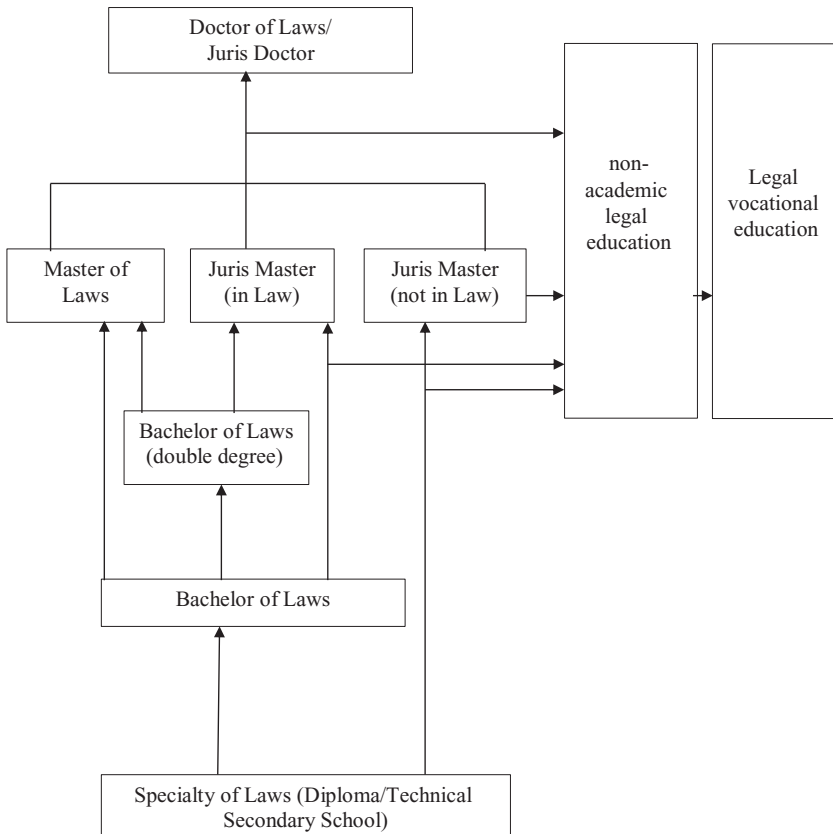 Doctor of Laws/
Juris Doctor
non-
academic
legal
education
Legal
vocational
education
Master of
Laws
Juris Master
(in Law)
Juris Master
(not in Law)
Bachelor of Laws
(double degree)
Bachelor of Laws
Specialty of Laws (Diploma/Technical
Secondary School)